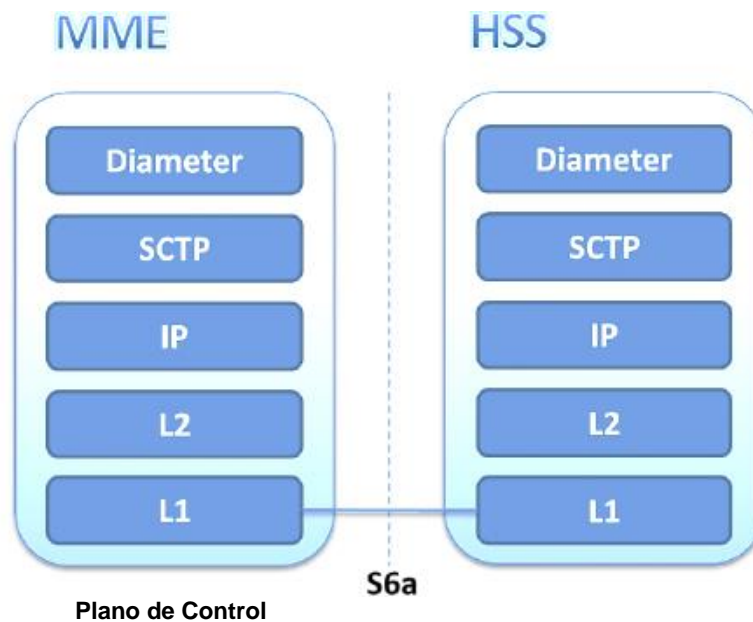 MME HSS
Diameter Diameter
SCTP SCTP
IP IP
L2 L2
L1 L1
S6a
Plano de Control